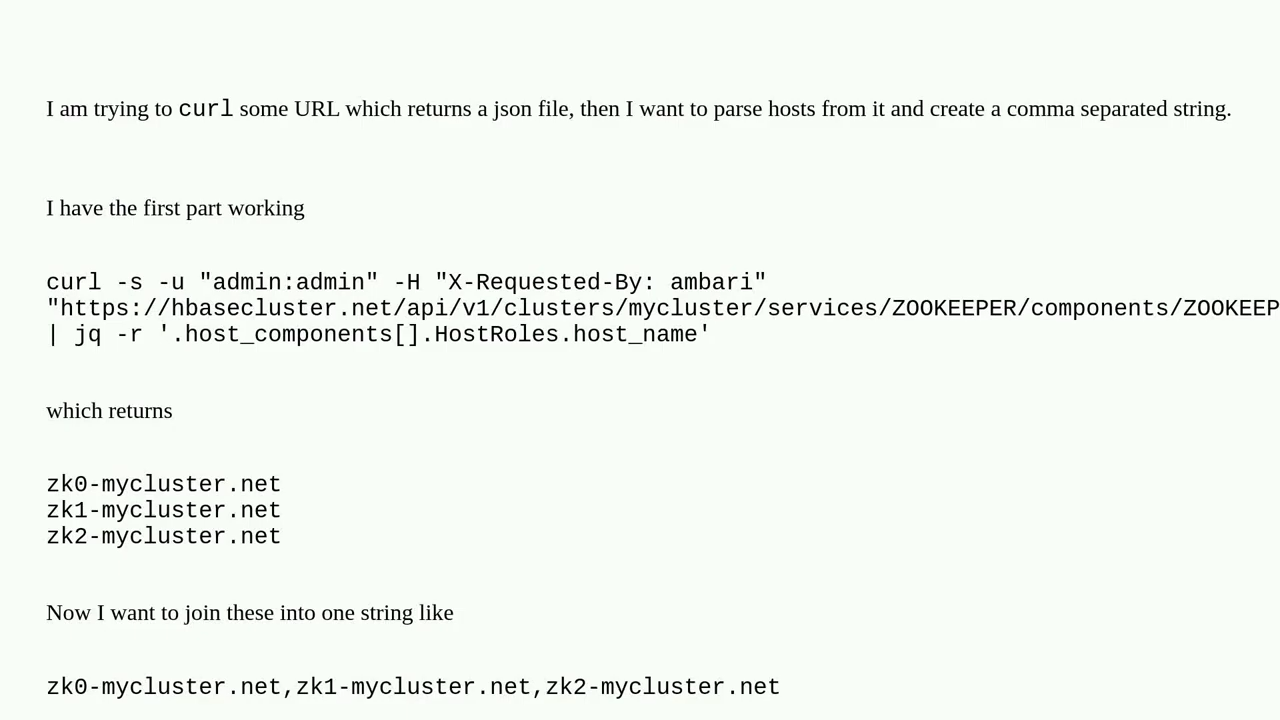 I am trying to curl some URL which returns a json file, then I want to parse hosts from it and create a comma separated string.
I have the first part working
curl -s -u "admin:admin" -H "X-Requested-By: ambari"
"https://hbasecluster.net/api/v1/clusters/mycluster/services/ZOOKEEPER/components/ZOOKEEP
| jq -r '.host_components[].HostRoles.host_name'
which returns
zk0-mycluster.net
zk1-mycluster.net
zk2-mycluster.net
Now I want to join these into one string like
zk0-mycluster.net,zk1-mycluster.net,zk2-mycluster.net